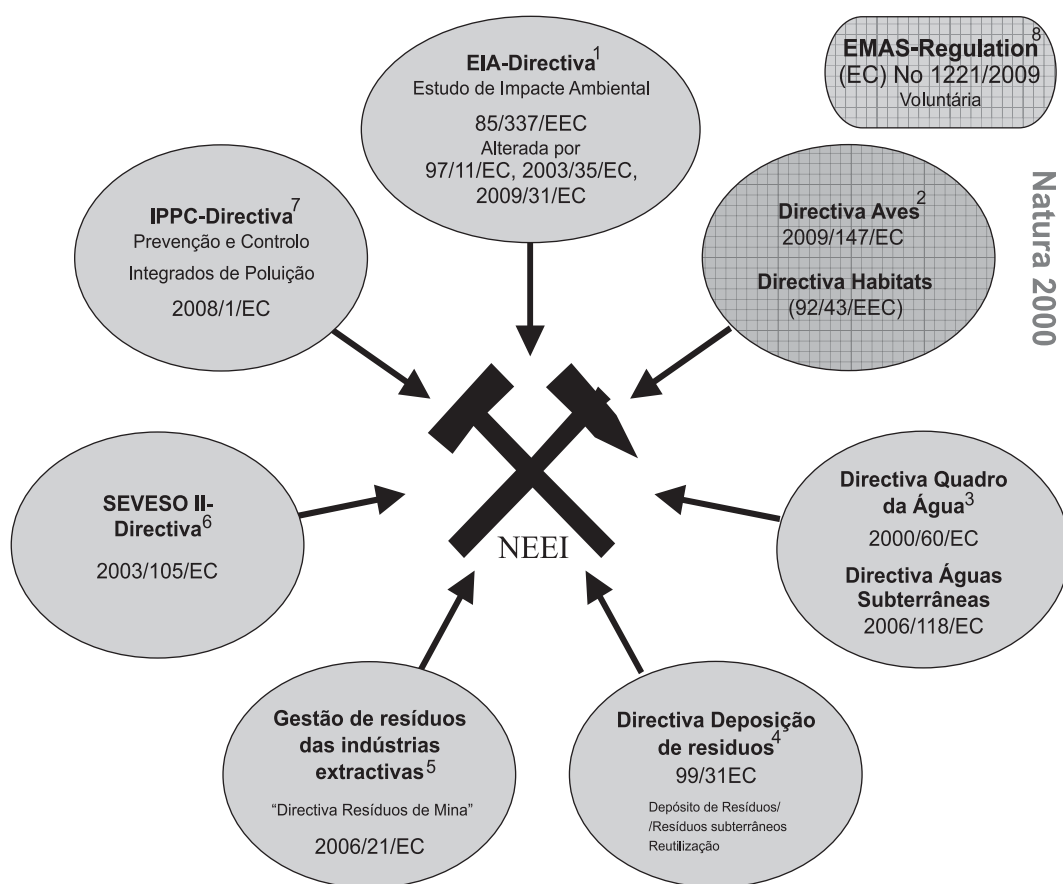 EIA-Directiva1
Estudo de Impacte Ambiental
85/337/EEC
Alterada por
97/11/EC, 2003/35/EC,
2009/31/EC
EMAS-Regulation8
(EC) No 1221/2009
Voluntária
Directiva Aves2
2009/147/EC
Directiva Habitats
(92/43/EEC)
Natura 2000
Directiva Quadro
da Água3
2000/60/EC
Directiva Águas
Subterrâneas
2006/118/EC
Directiva Deposição
de residuos4
99/31EC
Depósito de Resíduos/
/Resíduos subterrâneos
Reutilização
Gestão de resíduos
das indústrias
extractivas5
“Directiva Resíduos de Mina”
2006/21/EC
SEVESO II-
Directiva6
2003/105/EC
IPPC-Directiva7
Prevenção e Controlo
Integrados de Poluição
2008/1/EC
NEEI